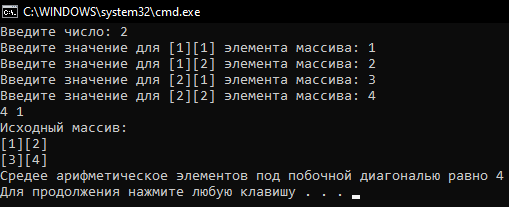 C:\WINDOWS\system32\cmd.exe
Введите число: 2
Введите значение для [1][1] элемента массива: 1
Введите значение для [1][2] элемента массива: 2
Введите значение для [2][1] элемента массива: 3
Введите значение для [2][2] элемента массива: 4
4 1
Исходный массив:
[1][2]
[3][4]
Средее арифметическое элементов под побочной диагональю равно 4
Для продолжения нажмите любую клавишу . . .